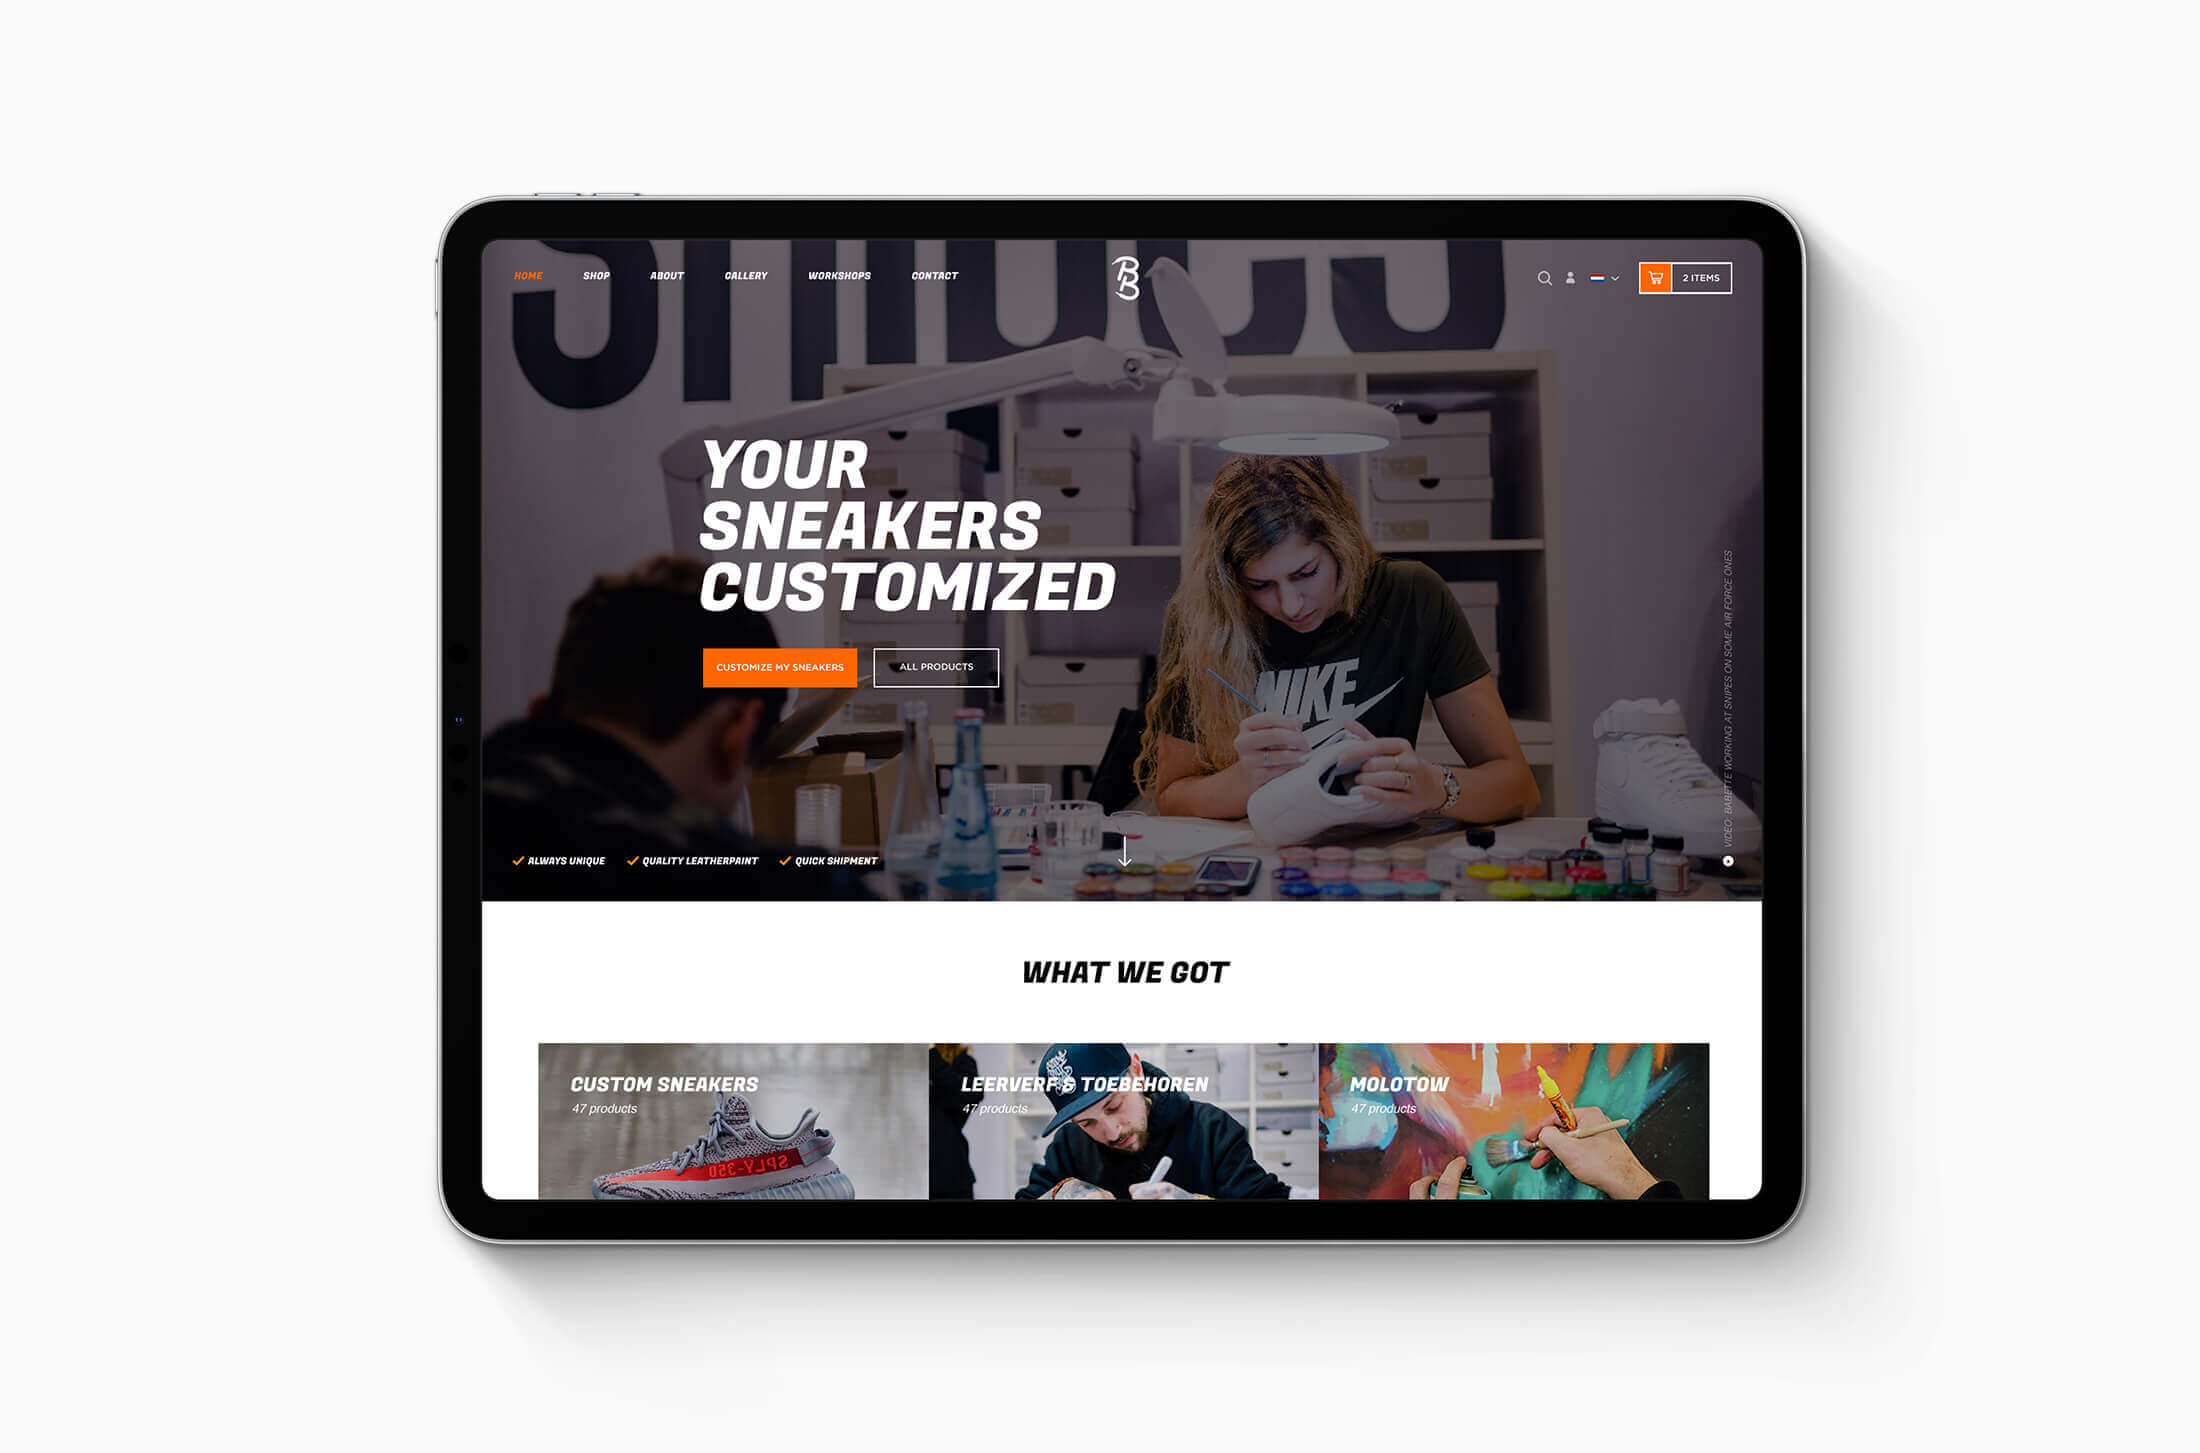 HOME SHOP ABOUT GALLERY WORKSHOPS CONTACT
BB
2 ITEMS
YOUR
SNEAKERS
CUSTOMIZED
CUSTOMIZE MY SNEAKERS
ALL PRODUCTS
NIKE
VIDEO: BABETTE WORKING AT SNIPES ON SOME AIR FORCE ONES
ALWAYS UNIQUE QUALITY LEATHERPAINT QUICK SHIPMENT
WHAT WE GOT
CUSTOM SNEAKERS
47 products
SPLY-350
LEERVERF & TOEBEHOREN
47 products
MOLOTOW
47 products